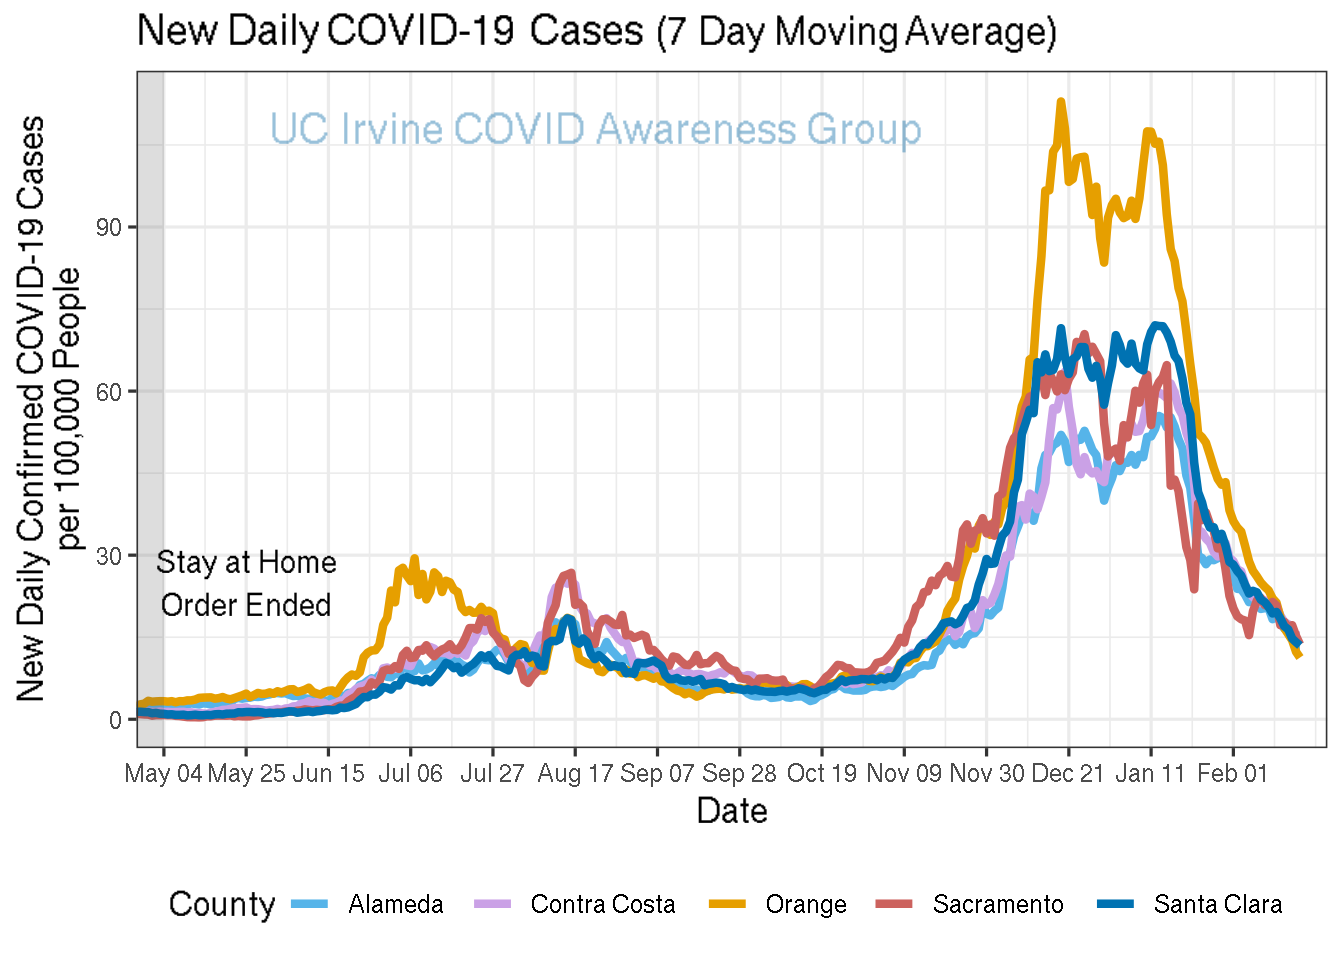 New Daily COVID-19 Cases (7 Day Moving Average)
UC Irvine COVID Awareness Group
New Daily Confirmed COVID-19 Cases
per 100,000 People
90
60
30
0
Stay at Home
Order Ended
May 04 May 25 Jun 15 Jul 06 Jul 27 Aug 17 Sep 07 Sep 28 Oct 19 Nov 09 Nov 30 Dec 21 Jan 11 Feb 01
Date
County Alameda Contra Costa Orange Sacramento Santa Clara